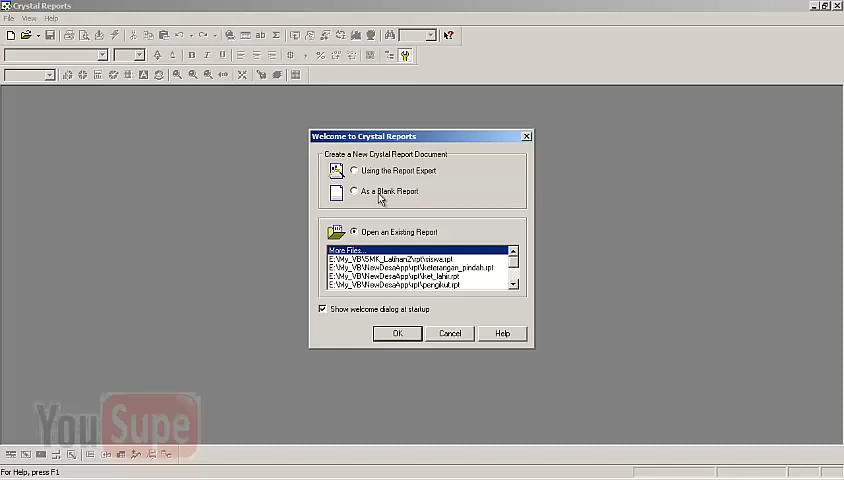 Crystal Reports
File View Help
Welcome to Crystal Reports
Create a New Crystal Report Document
Using the Report Expert
As a Blank Report
Open an Existing Report
More Files...
E:\My_VB\SMK_Latihan2\rpt\siswa.rpt
E:\My_VB\NewDesaApp\rpt\keterangan_pindah.rpt
E:\My_VB\NewDesaApp\rpt\ket_lahir.rpt
E:\My_VB\NewDesaApp\rpt\pengikut.rpt
Show welcome dialog at startup
OK Cancel Help
You Supe
For Help, press F1